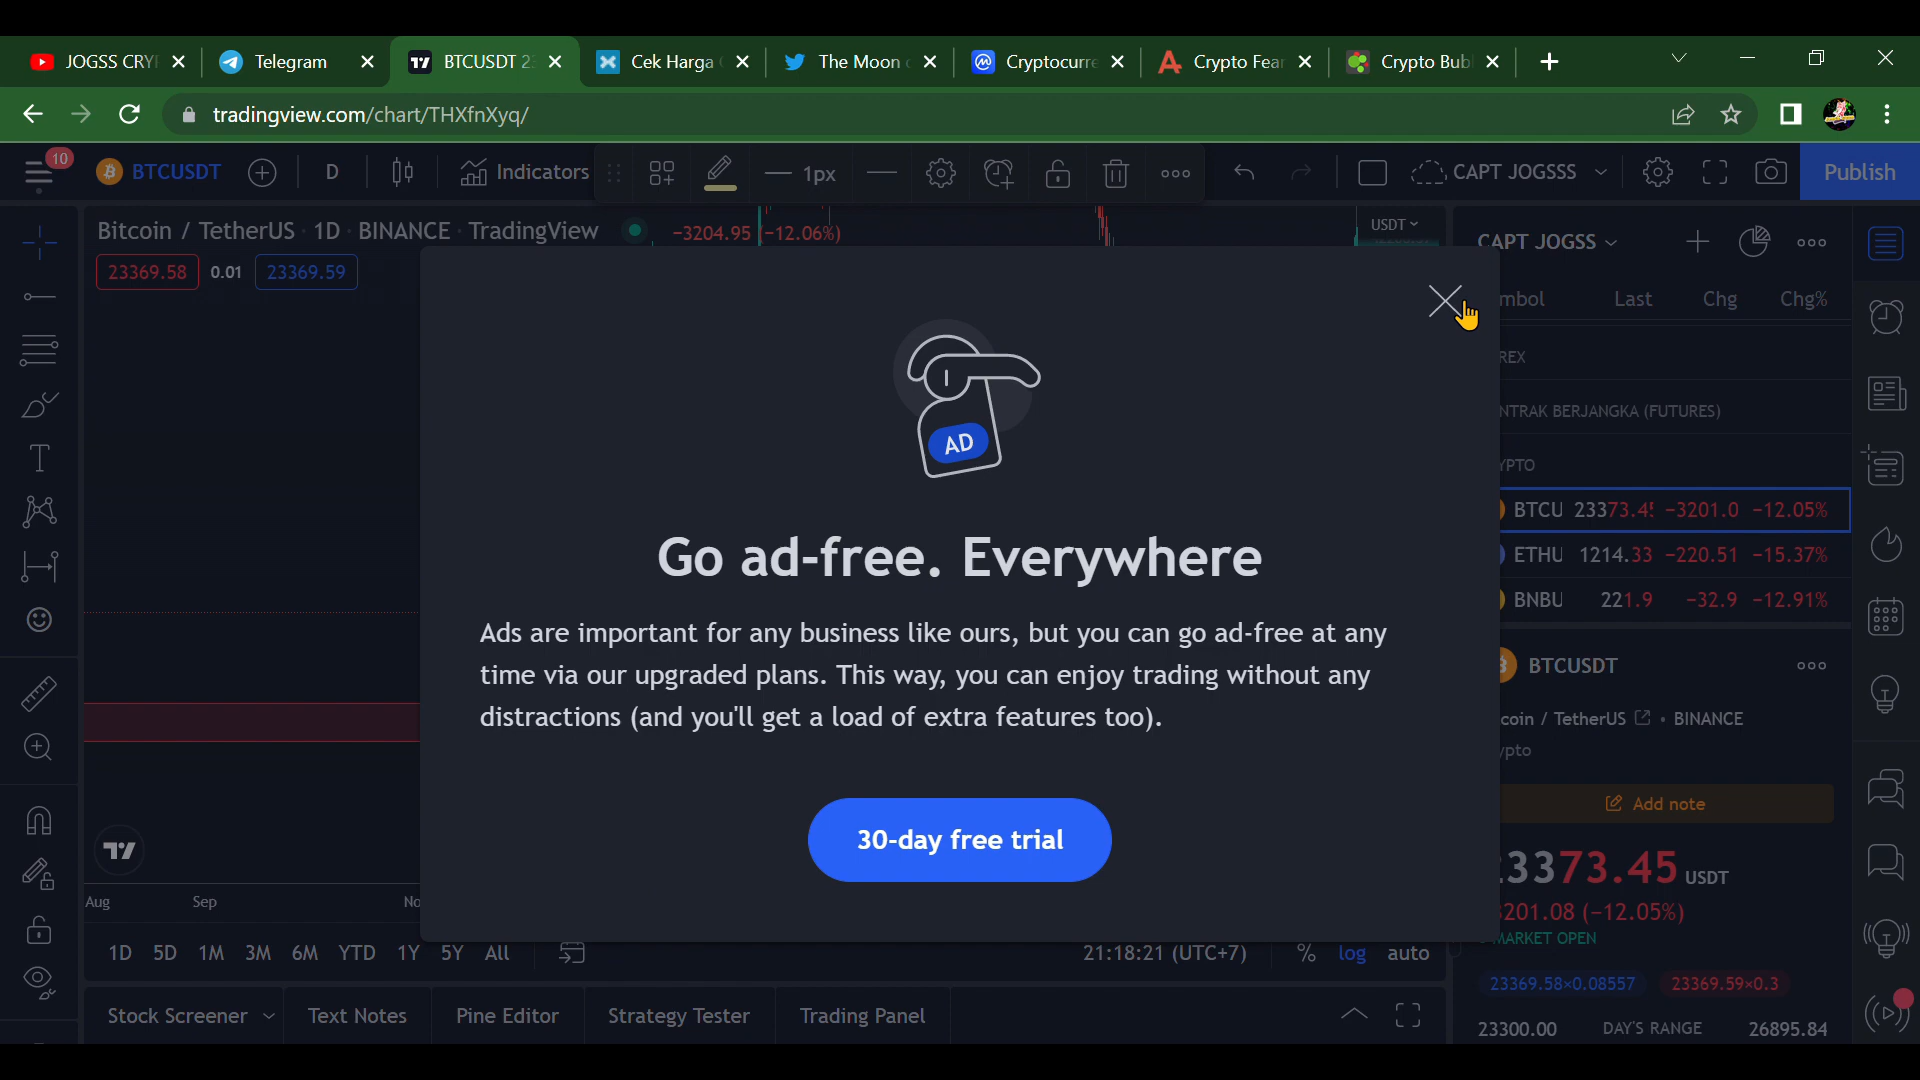 JOGSS CRY
Telegram
BTCUSDT 2
Cek Harga
The Moon
Cryptocurre
Crypto Fear
Crypto Bub
tradingview.com/chart/THXfnXyq/
10
BTCUSDT
D
Indicators
1px
CAPT JOGSSS
Publish
Bitcoin / TetherUS · 1D · BINANCE · TradingView
-3204.95 (-12.06%)
USDT
23369.58
0.01
23369.59
CAPT JOGSS
mbol Last Chg Chg%
REX
NTRAK BERJANGKA (FUTURES)
YPTO
BTCU 23373.45 -3201.0 -12.05%
ETHU 1214.33 -220.51 -15.37%
BNBU 221.9 -32.9 -12.91%
AD
Go ad-free. Everywhere
Ads are important for any business like ours, but you can go ad-free at any
time via our upgraded plans. This way, you can enjoy trading without any
distractions (and you'll get a load of extra features too).
30-day free trial
BTCUSDT
coin / TetherUS · BINANCE
ypto
Add note
3373.45 USDT
201.08 (-12.05%)
MARKET OPEN
23369.58×0.08557
23369.59×0.3
23300.00 DAY'S RANGE 26895.84
Aug Sep No
1D 5D 1M 3M 6M YTD 1Y 5Y All
21:18:21 (UTC+7)
% log auto
Stock Screener
Text Notes
Pine Editor
Strategy Tester
Trading Panel